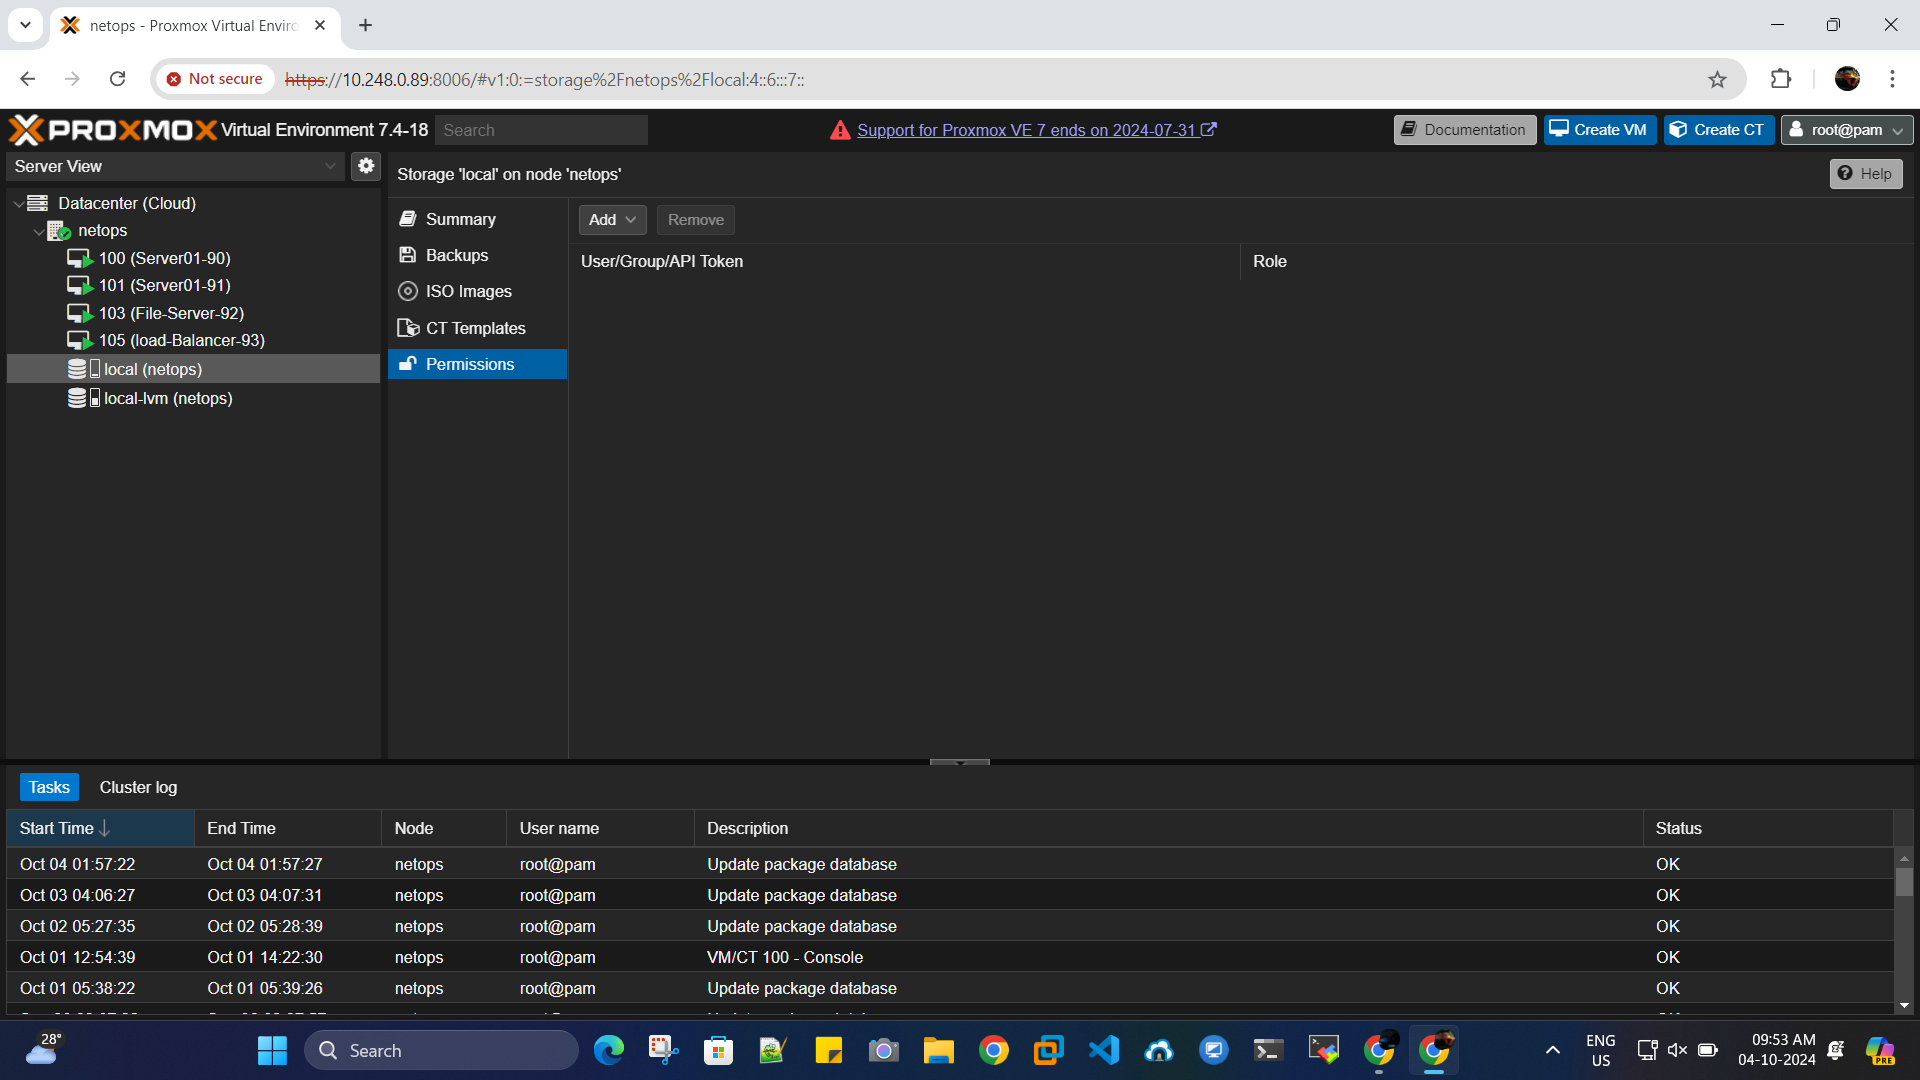 netops - Proxmox Virtual Enviro
Not secure
https://10.248.0.89:8006/#v1:0:=storage%2Fnetops%2Flocal:4::6:::7::
PROXMOX Virtual Environment 7.4-18
Search
Support for Proxmox VE 7 ends on 2024-07-31
Documentation
Create VM
Create CT
root@pam
Server View
Storage 'local' on node 'netops'
Help
Datacenter (Cloud)
netops
100 (Server01-90)
101 (Server01-91)
103 (File-Server-92)
105 (load-Balancer-93)
local (netops)
local-lvm (netops)
Summary
Backups
ISO Images
CT Templates
Permissions
Add
Remove
User/Group/API Token
Role
Tasks
Cluster log
Start Time
End Time
Node
User name
Description
Status
Oct 04 01:57:22
Oct 04 01:57:27
netops
root@pam
Update package database
OK
Oct 03 04:06:27
Oct 03 04:07:31
netops
root@pam
Update package database
OK
Oct 02 05:27:35
Oct 02 05:28:39
netops
root@pam
Update package database
OK
Oct 01 12:54:39
Oct 01 14:22:30
netops
root@pam
VM/CT 100 - Console
OK
Oct 01 05:38:22
Oct 01 05:39:26
netops
root@pam
Update package database
OK
28°
Search
ENG
US
09:53 AM
04-10-2024
PRE